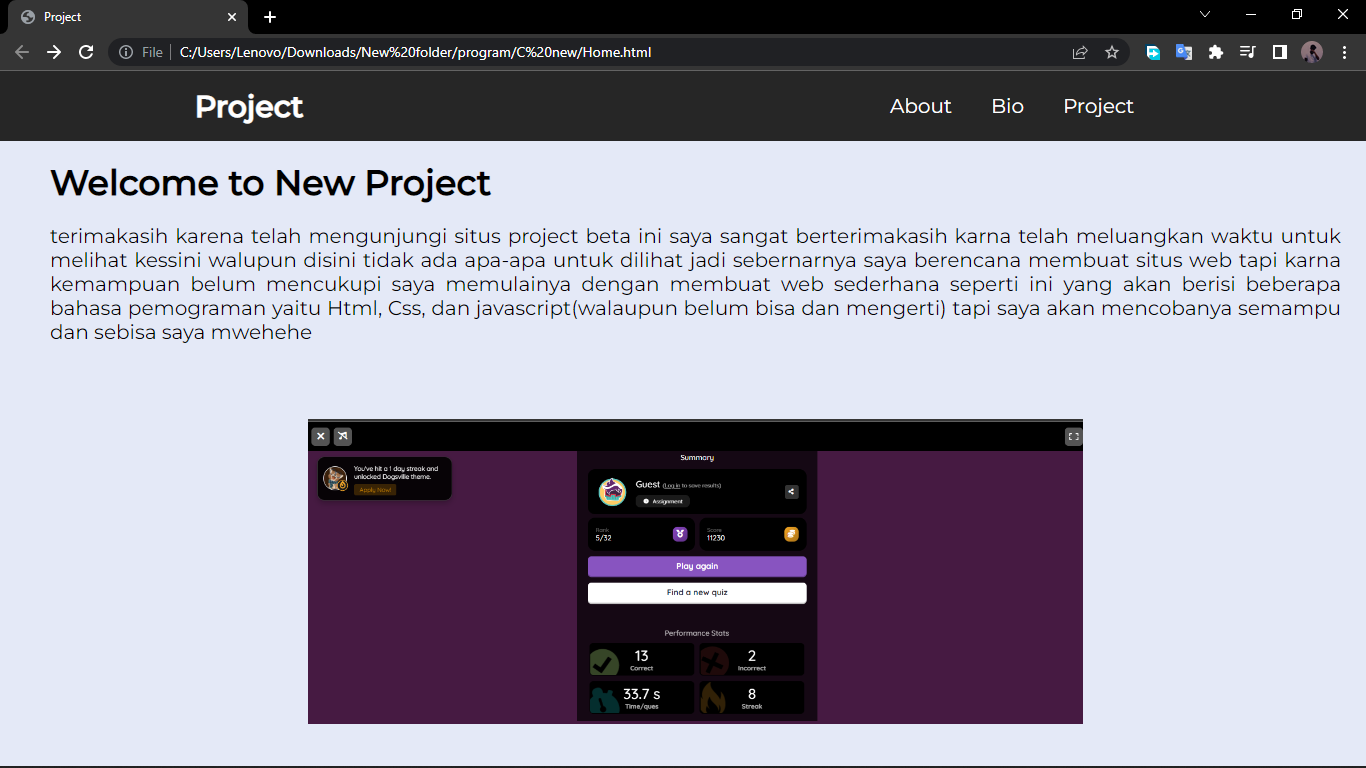 Project
File
C:/Users/Lenovo/Downloads/New%20folder/program/C%20new/Home.html
Project
About Bio Project
Welcome to New Project
terimakasih karena telah mengunjungi situs project beta ini saya sangat berterimakasih karna telah meluangkan waktu untuk
melihat kessini walupun disini tidak ada apa-apa untuk dilihat jadi sebernarnya saya berencana membuat situs web tapi karna
kemampuan belum mencukupi saya memulainya dengan membuat web sederhana seperti ini yang akan berisi beberapa
bahasa pemograman yaitu Html, Css, dan javascript(walaupun belum bisa dan mengerti) tapi saya akan mencobanya semampu
dan sebisa saya mwehehe
You've hit a 1 day streak and
unlocked Dogsville theme.
Apply Now!
Summary
Guest (Log in to save results)
Assignment
Rank
5/32
Score
11230
Play again
Find a new quiz
Performance Stats
13
Correct
2
Incorrect
33.7 s
Time/ques
8
Streak